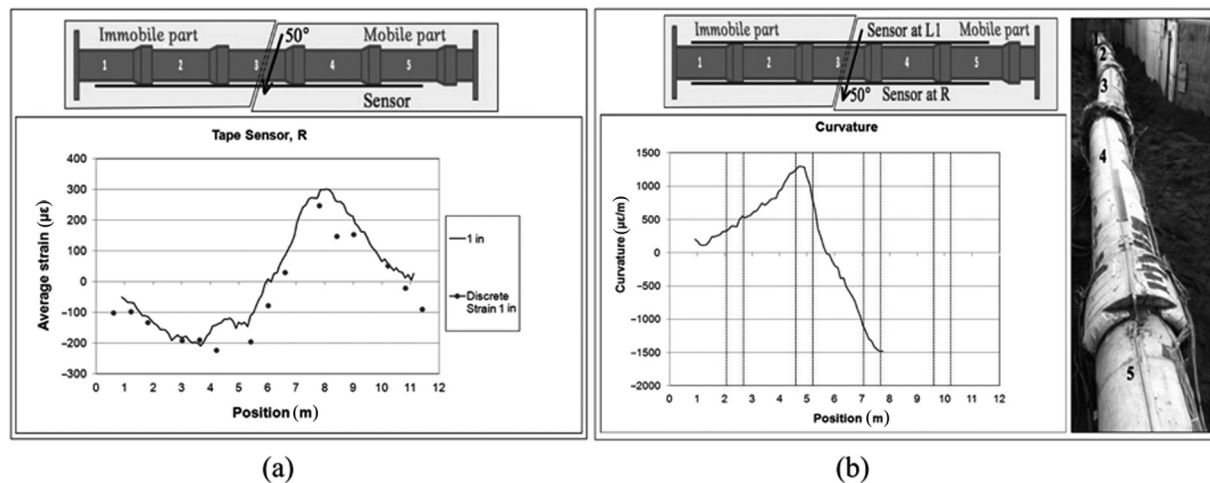 Immobile part
50°
Mobile part
1 2 3 4 5
Sensor
Tape Sensor, R
Average strain (με)
400
300
200
100
0
−100
−200
−300
0 1 2 3 4 5 6 7 8 9 10 11 12
Position (m)
1 in
Discrete
Strain 1 in
(a)
Immobile part
Sensor at L1
Mobile part
1 2 3 4 5
50°
Sensor at R
Curvature
Curvature (με/m)
1500
1000
500
0
−500
−1000
−1500
−2000
0 1 2 3 4 5 6 7 8 9 10 11 12
Position (m)
2
3
4
5
(b)